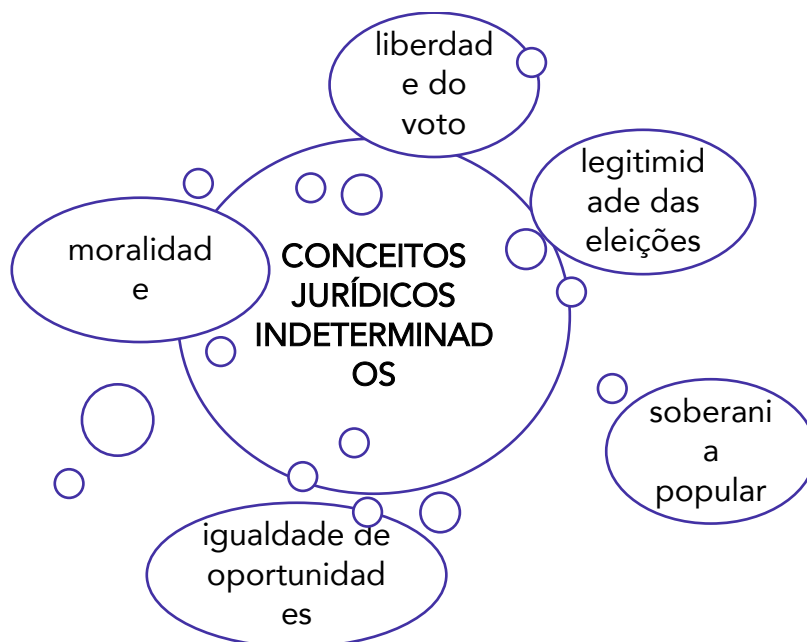 liberdad
e do
voto
legitimid
ade das
eleições
moralidad
e
CONCEITOS
JURÍDICOS
INDETERMINAD
OS
soberani
a
popular
igualdade de
oportunidad
es